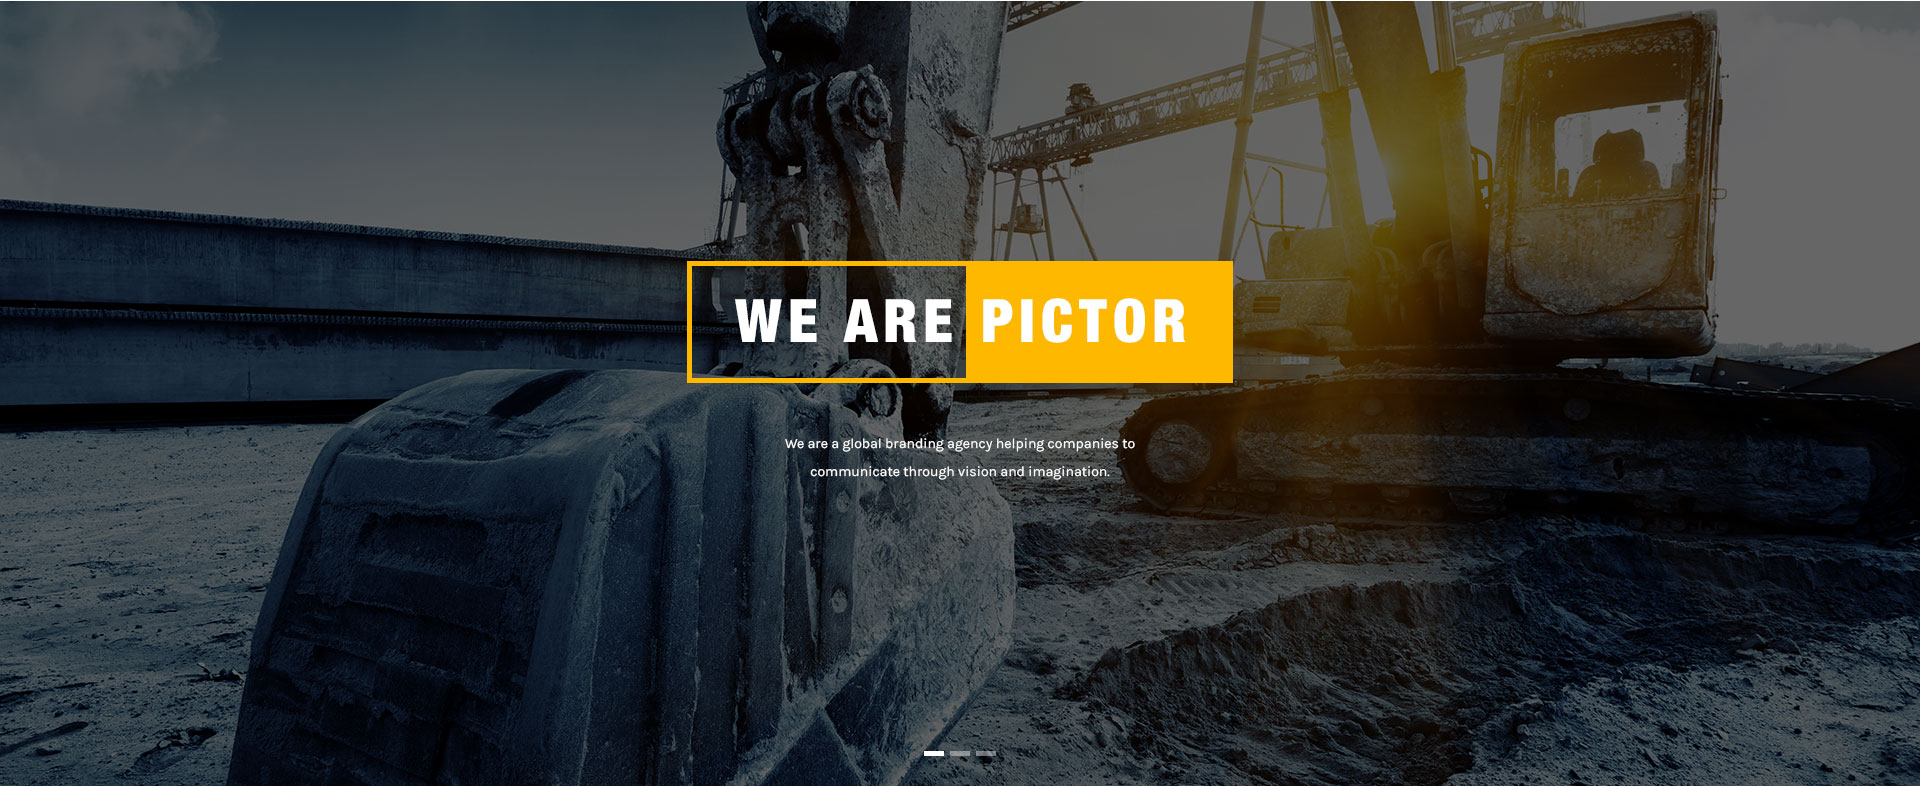 WE ARE PICTOR
We are a global branding agency helping companies to
communicate through vision and imagination.